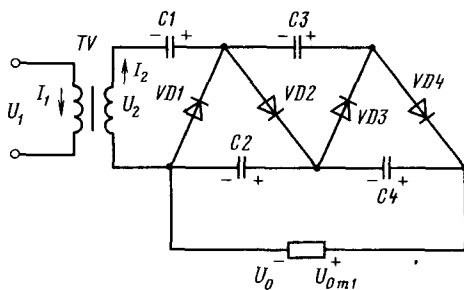 C1
C3
TV
I₂
I₁
U₁
U₂
VD1
VD2
VD3
VD4
C2
C4
− +
− +
− +
− +
− +
U₀
U₀ₘ₁